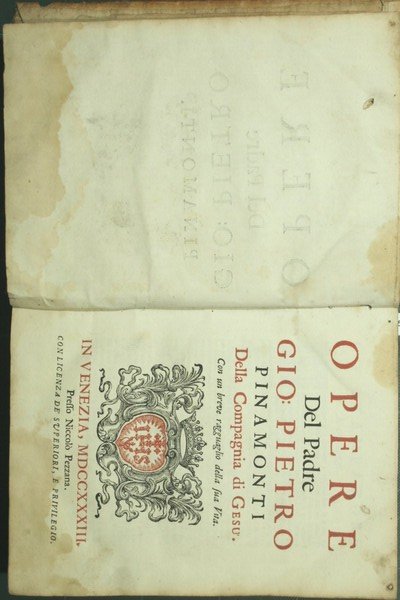 OPERE
Del Padre
GIO: PIETRO
PINAMONTI
Della Compagnia di GESU'.
Con un breve ragguaglio della ſua Vita.
IN VENEZIA, MDCCXXXIII.
Preſſo Niccolò Pezzana.
CON LICENZA DE' SUPERIORI, E PRIVILEGIO.